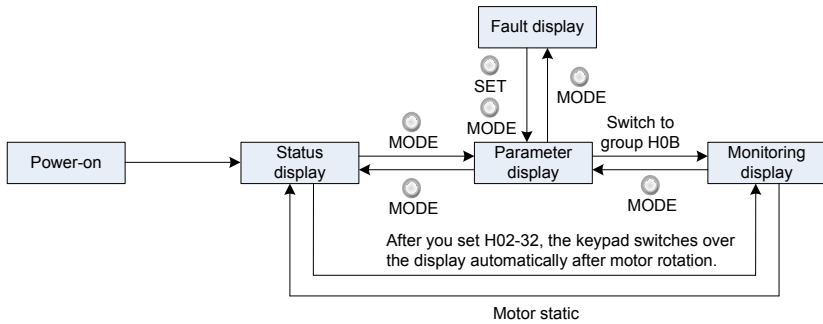 Fault display
SET
MODE
MODE
Power-on
Status
display
MODE
MODE
Parameter
display
Switch to
group H0B
MODE
Monitoring
display
After you set H02-32, the keypad switches over
the display automatically after motor rotation.
Motor static